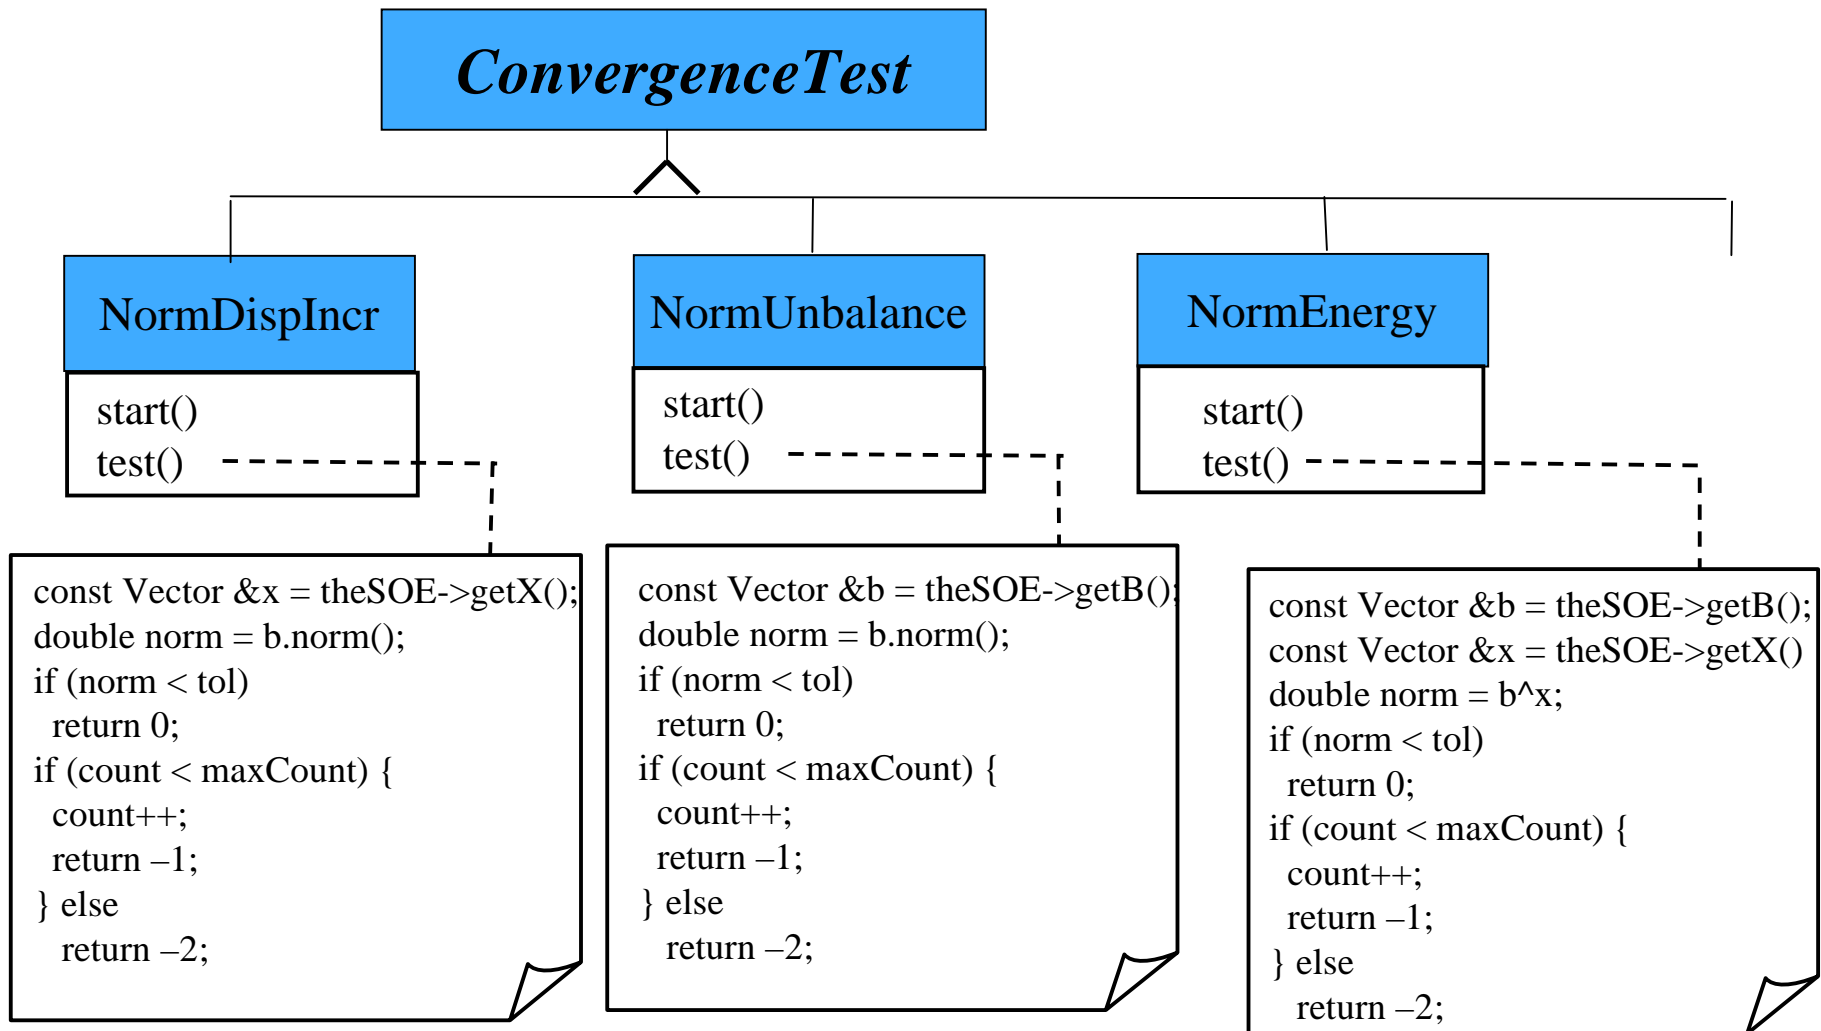 ConvergenceTest
NormDispIncr
start()
test()
NormUnbalance
start()
test()
NormEnergy
start()
test()
const Vector &x = theSOE->getX();
double norm = b.norm();
if (norm < tol)
return 0;
if (count < maxCount) {
count++;
return –1;
} else
return –2;
const Vector &b = theSOE->getB();
double norm = b.norm();
if (norm < tol)
return 0;
if (count < maxCount) {
count++;
return –1;
} else
return –2;
const Vector &b = theSOE->getB();
const Vector &x = theSOE->getX()
double norm = b^x;
if (norm < tol)
return 0;
if (count < maxCount) {
count++;
return –1;
} else
return –2;